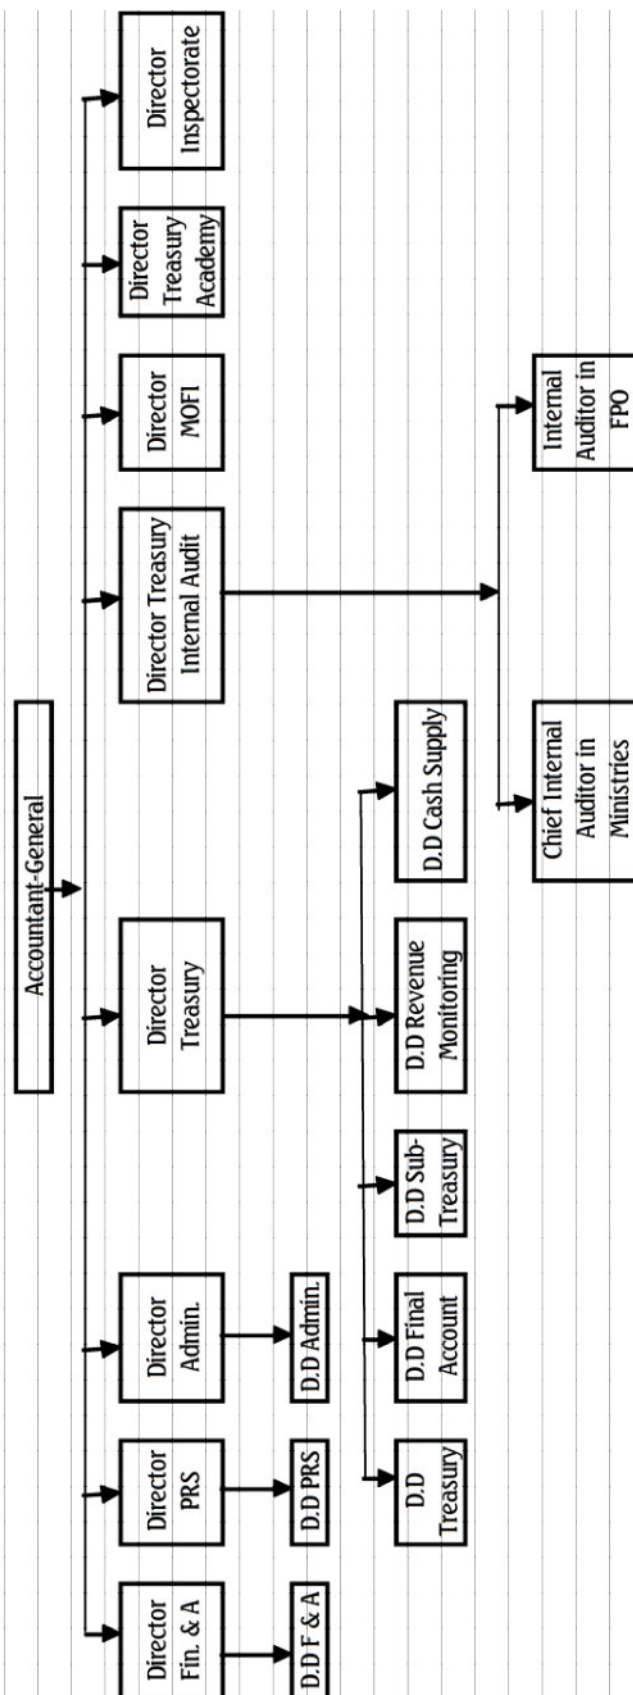 Accountant-General
Director
Fin. & A
Director
PRS
Director
Admin.
Director
Treasury
Director Treasury
Internal Audit
Director
MOFI
Director
Treasury
Academy
Director
Inspectorate
D.D F & A
D.D PRS
D.D Admin.
D.D
Treasury
D.D Final
Account
D.D Sub-
Treasury
D.D Revenue
Monitoring
D.D Cash Supply
Chief Internal
Auditor in
Ministries
Internal
Auditor in
FPO